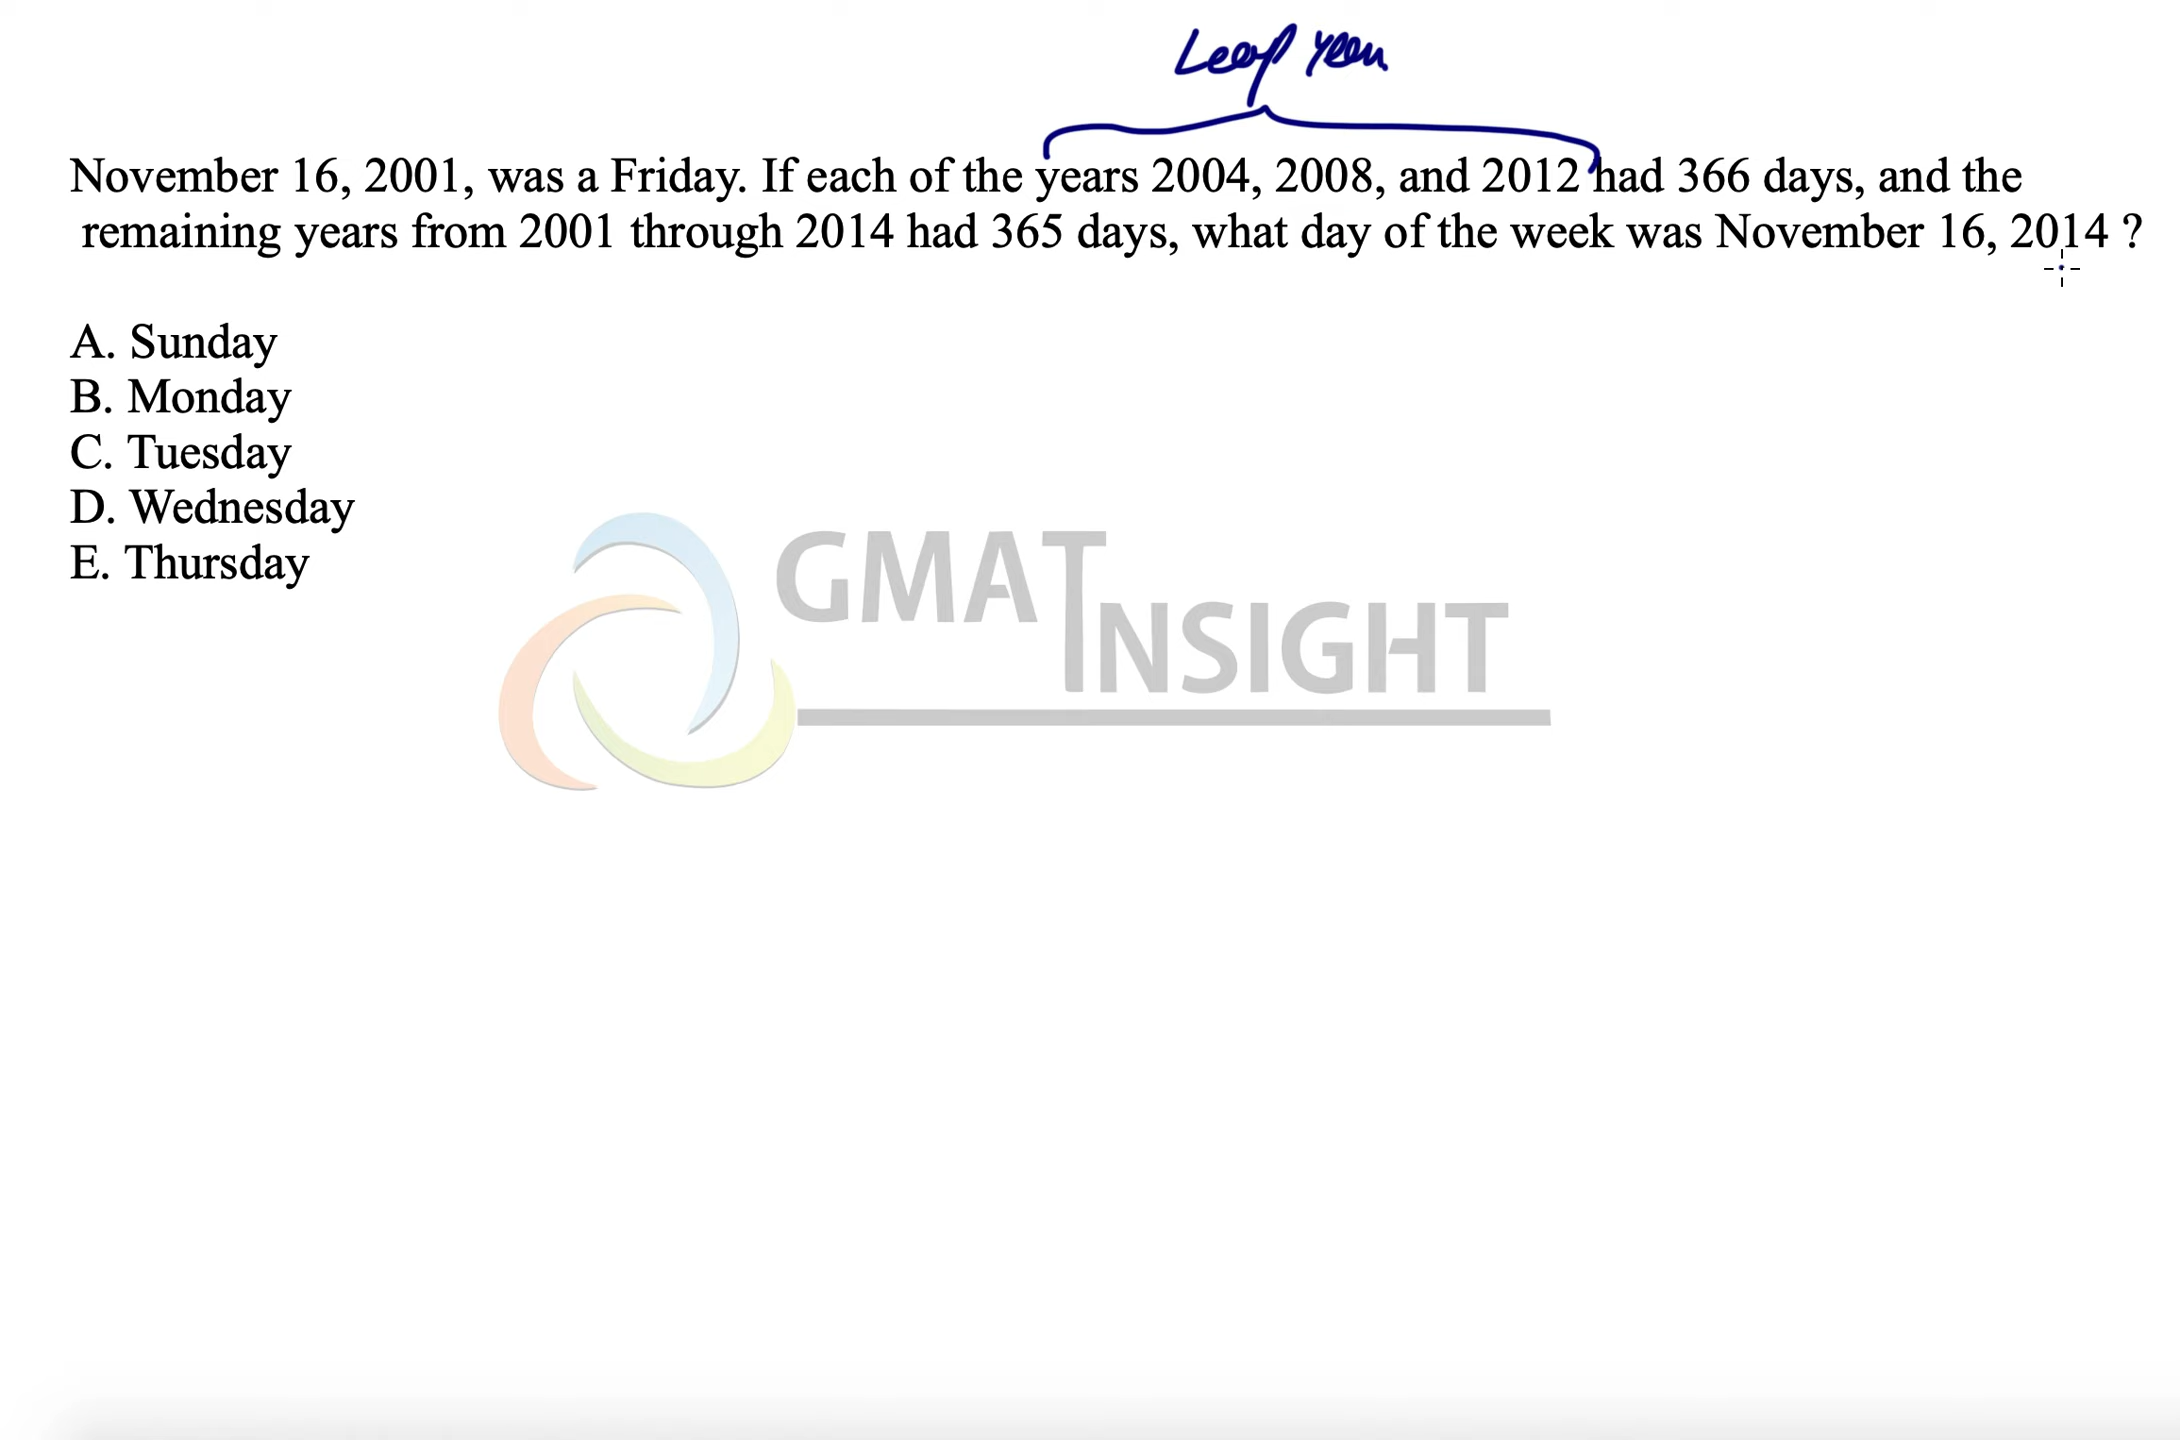 Leap Year
November 16, 2001, was a Friday. If each of the years 2004, 2008, and 2012 had 366 days, and the
remaining years from 2001 through 2014 had 365 days, what day of the week was November 16, 2014 ?
A. Sunday
B. Monday
C. Tuesday
D. Wednesday
E. Thursday
GMATINSIGHT